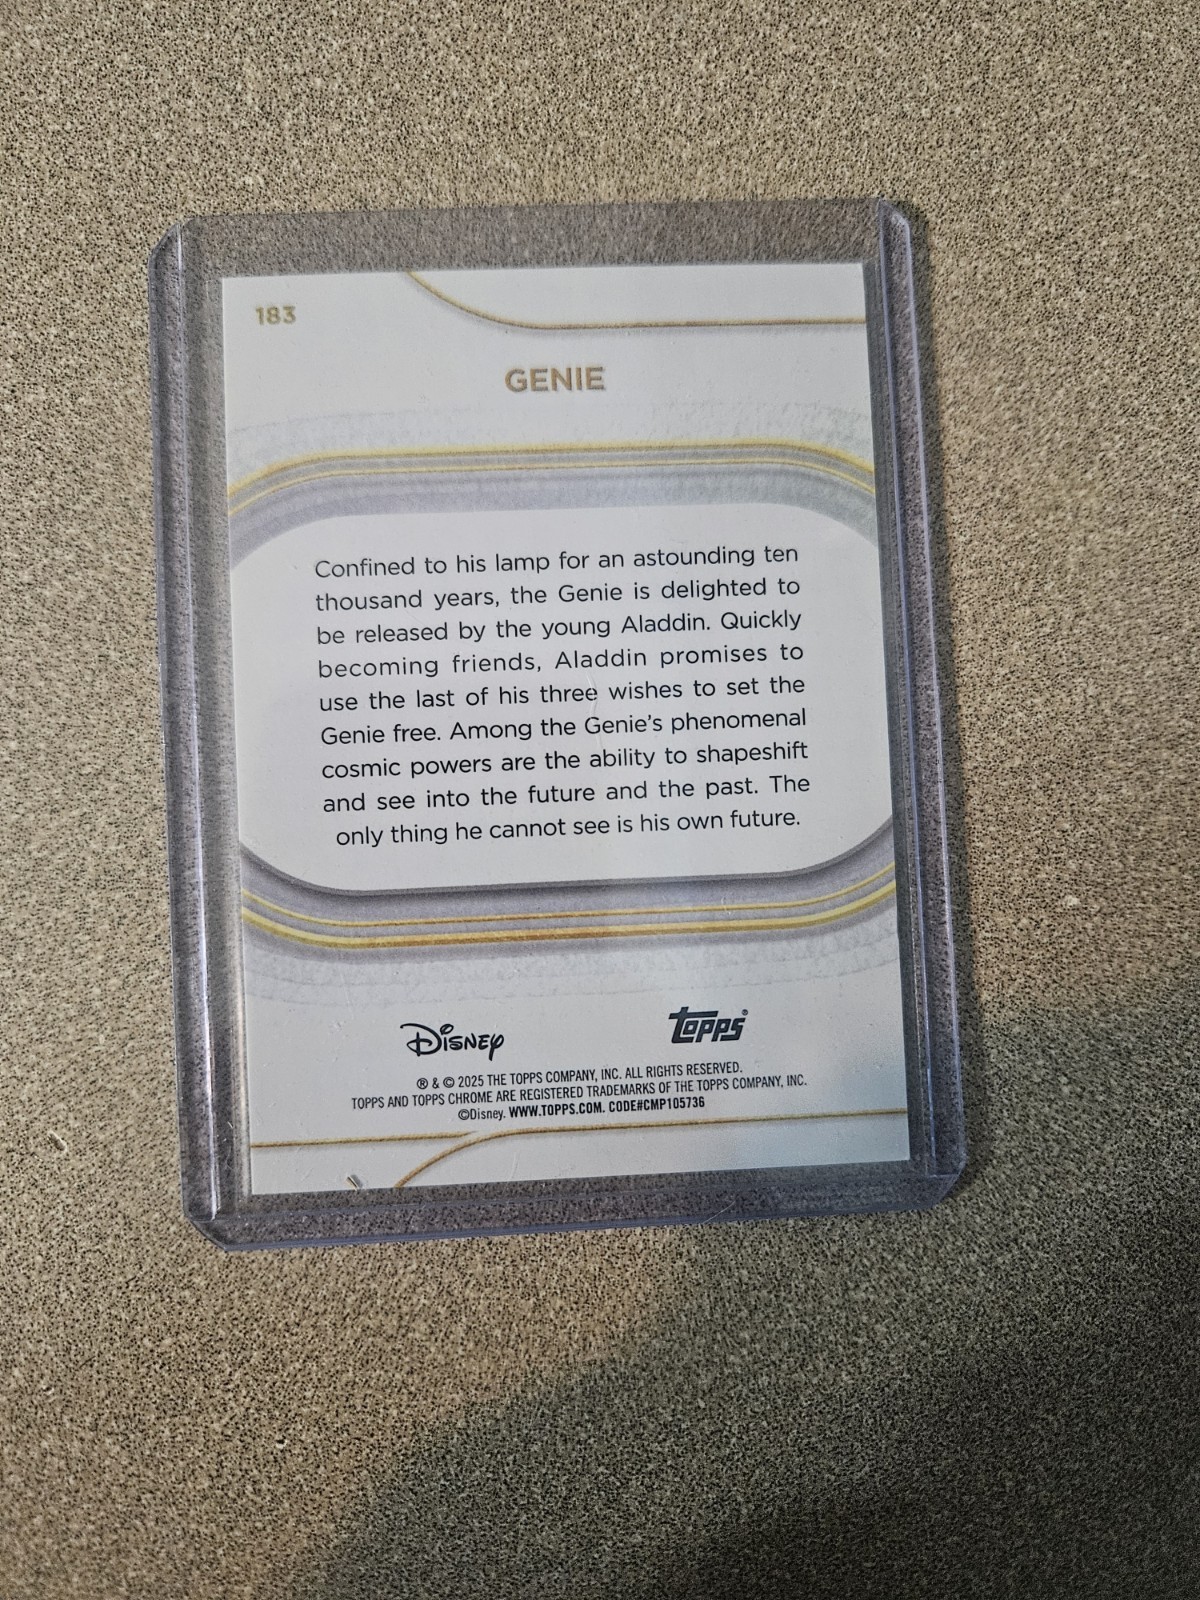 183
GENIE
Confined to his lamp for an astounding ten
thousand years, the Genie is delighted to
be released by the young Aladdin. Quickly
becoming friends, Aladdin promises to
use the last of his three wishes to set the
Genie free. Among the Genie's phenomenal
cosmic powers are the ability to shapeshift
and see into the future and the past. The
only thing he cannot see is his own future.
Disney
Topps®
® & © 2025 THE TOPPS COMPANY, INC. ALL RIGHTS RESERVED.
TOPPS AND TOPPS CHROME ARE REGISTERED TRADEMARKS OF THE TOPPS COMPANY, INC.
©Disney. WWW.TOPPS.COM. CODE#CMP105736